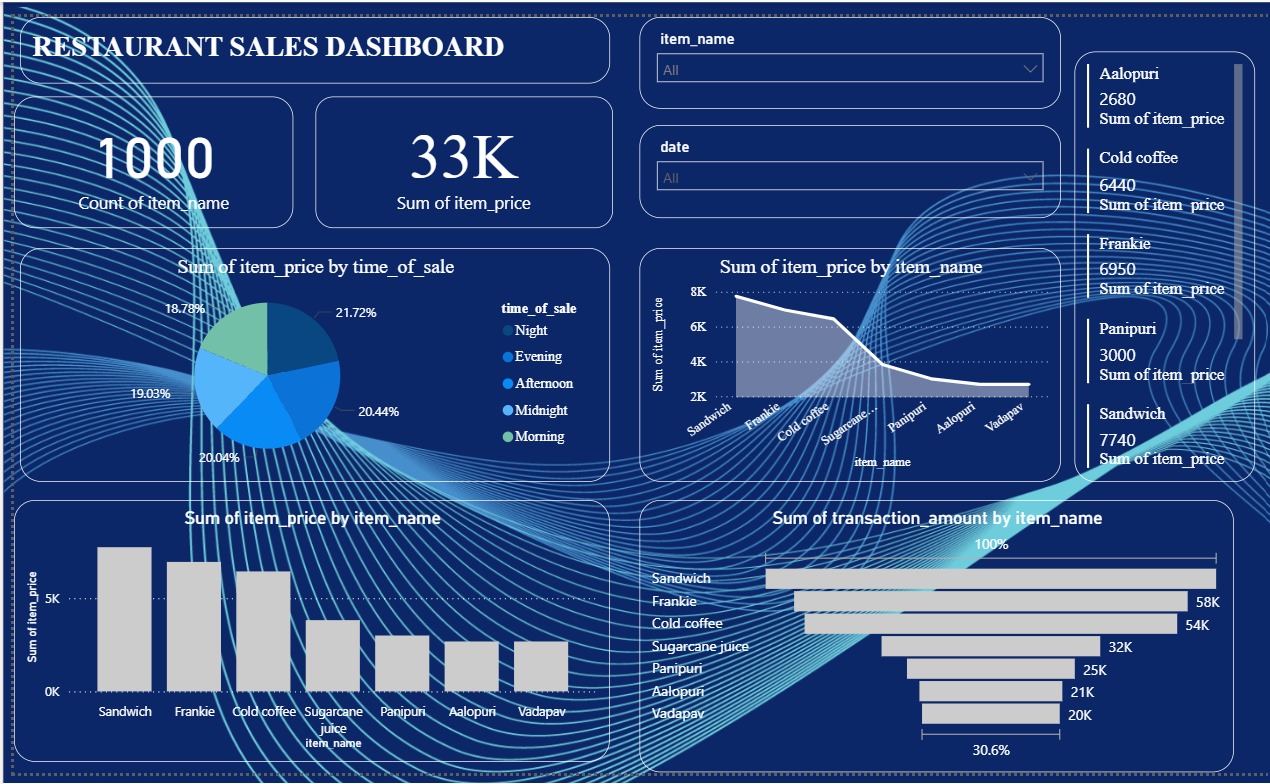 RESTAURANT SALES DASHBOARD
1000
Count of item_name
33K
Sum of item_price
item_name
All
date
All
Aalopuri
2680
Sum of item_price
Cold coffee
6440
Sum of item_price
Frankie
6950
Sum of item_price
Panipuri
3000
Sum of item_price
Sandwich
7740
Sum of item_price
Sum of item_price by time_of_sale
18.78%
21.72%
19.03%
20.44%
20.04%
time_of_sale
Night
Evening
Afternoon
Midnight
Morning
Sum of item_price by item_name
Sum of item_price
8K
6K
4K
2K
Sandwich
Frankie
Cold coffee
Sugarcane...
Panipuri
Aalopuri
Vadapav
item_name
Sum of item_price by item_name
Sum of item_price
5K
0K
Sandwich
Frankie
Cold coffee
Sugarcane
juice
Panipuri
Aalopuri
Vadapav
item_name
Sum of transaction_amount by item_name
100%
Sandwich
Frankie 58K
Cold coffee 54K
Sugarcane juice 32K
Panipuri 25K
Aalopuri 21K
Vadapav 20K
30.6%